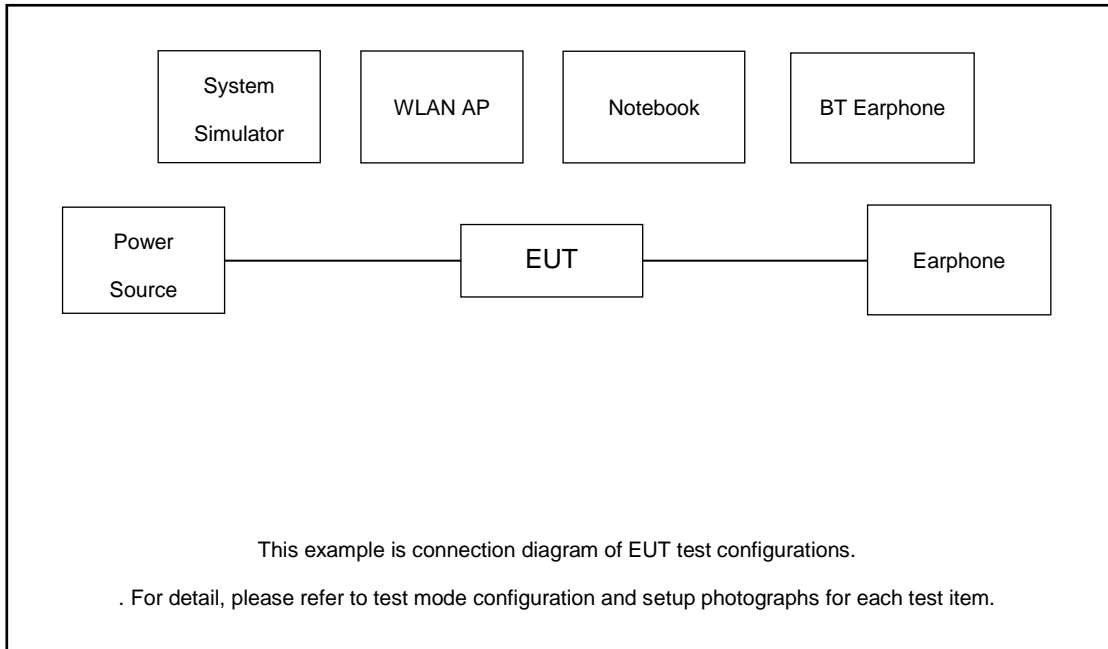 System
Simulator
WLAN AP
Notebook
BT Earphone
Power
Source
EUT
Earphone
This example is connection diagram of EUT test configurations.
. For detail, please refer to test mode configuration and setup photographs for each test item.